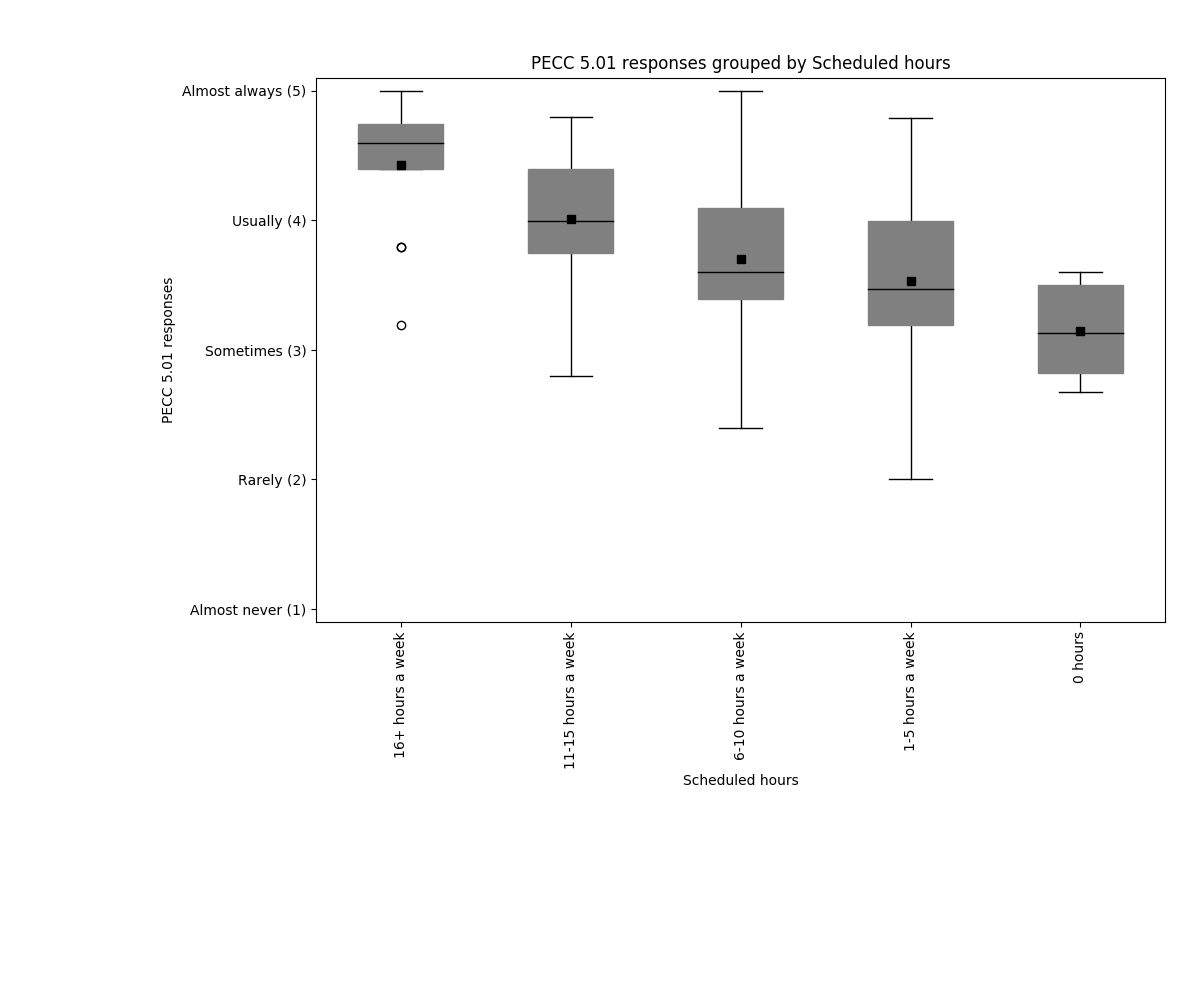 PECC 5.01 responses grouped by Scheduled hours
Almost always (5)
Usually (4)
Sometimes (3)
Rarely (2)
Almost never (1)
PECC 5.01 responses
16+ hours a week
11-15 hours a week
6-10 hours a week
1-5 hours a week
0 hours
Scheduled hours